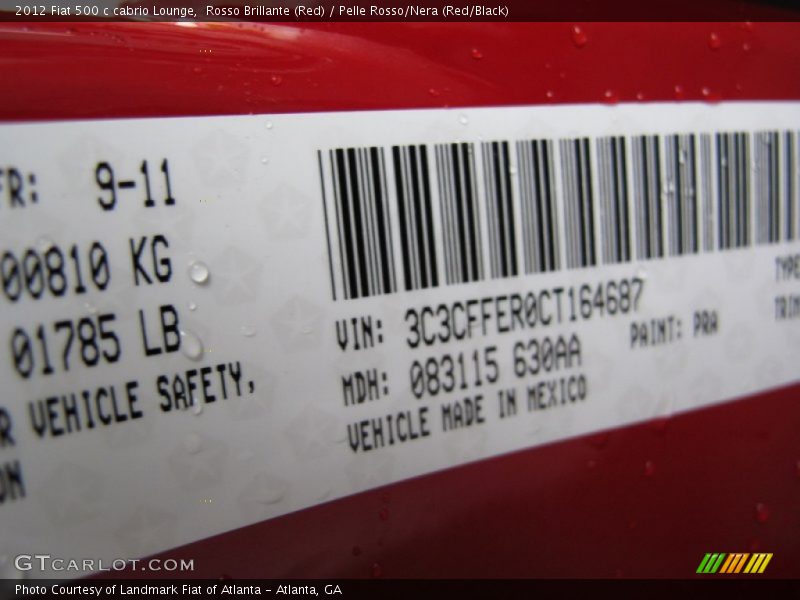 2012 Fiat 500 c cabrio Lounge,  Rosso Brillante (Red) / Pelle Rosso/Nera (Red/Black)
FR: 9-11
00810 KG
01785 LB
R VEHICLE SAFETY,
ON
VIN: 3C3CFFER0CT164687
MDH: 083115 630AA
PAINT: PRA
VEHICLE MADE IN MEXICO
TYPE
TRIM
GTCARLOT.COM
Photo Courtesy of Landmark Fiat of Atlanta – Atlanta, GA